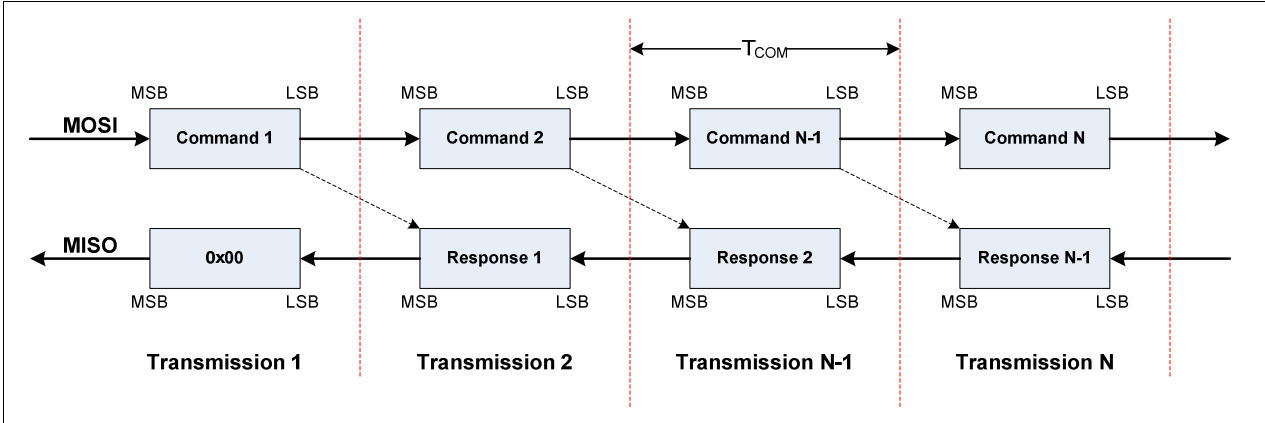 T_COM
MSB LSB MSB LSB MSB LSB MSB LSB
MOSI Command 1 Command 2 Command N-1 Command N
MISO 0x00 Response 1 Response 2 Response N-1
MSB LSB MSB LSB MSB LSB MSB LSB
Transmission 1 Transmission 2 Transmission N-1 Transmission N